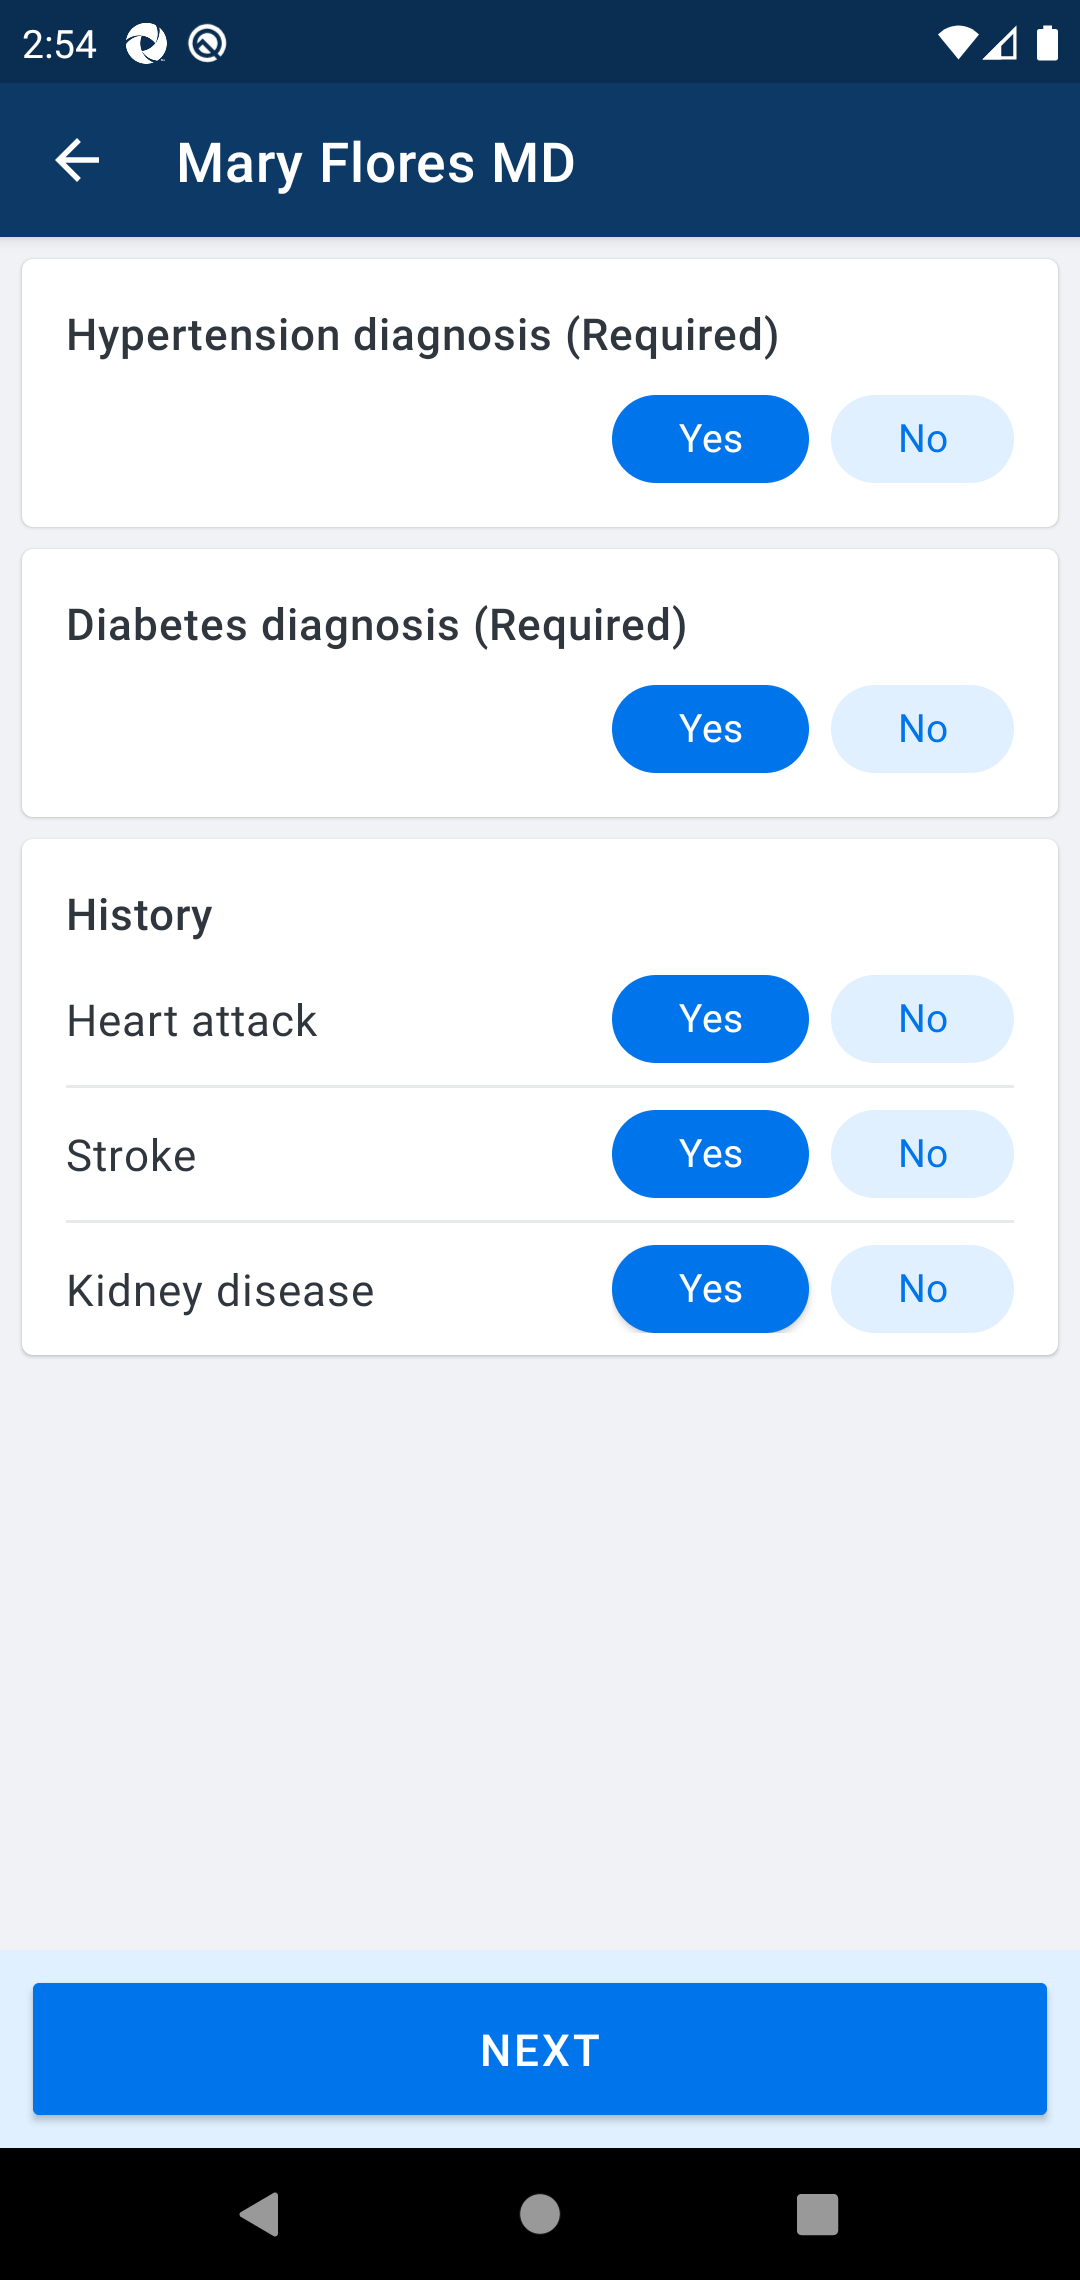 2:54
Mary Flores MD
Hypertension diagnosis (Required)
Yes No
Diabetes diagnosis (Required)
Yes No
History
Heart attack Yes No
Stroke Yes No
Kidney disease Yes No
NEXT